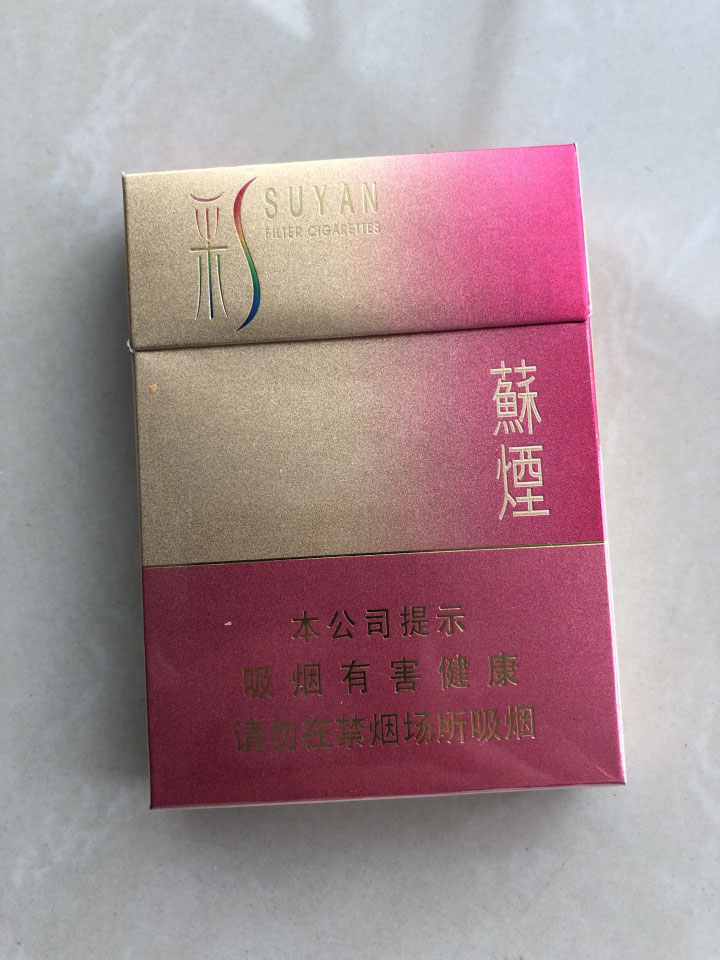 彩
SUYAN
FILTER CIGARETTES
蘇煙
本公司提示
吸烟有害健康
请勿在禁烟场所吸烟